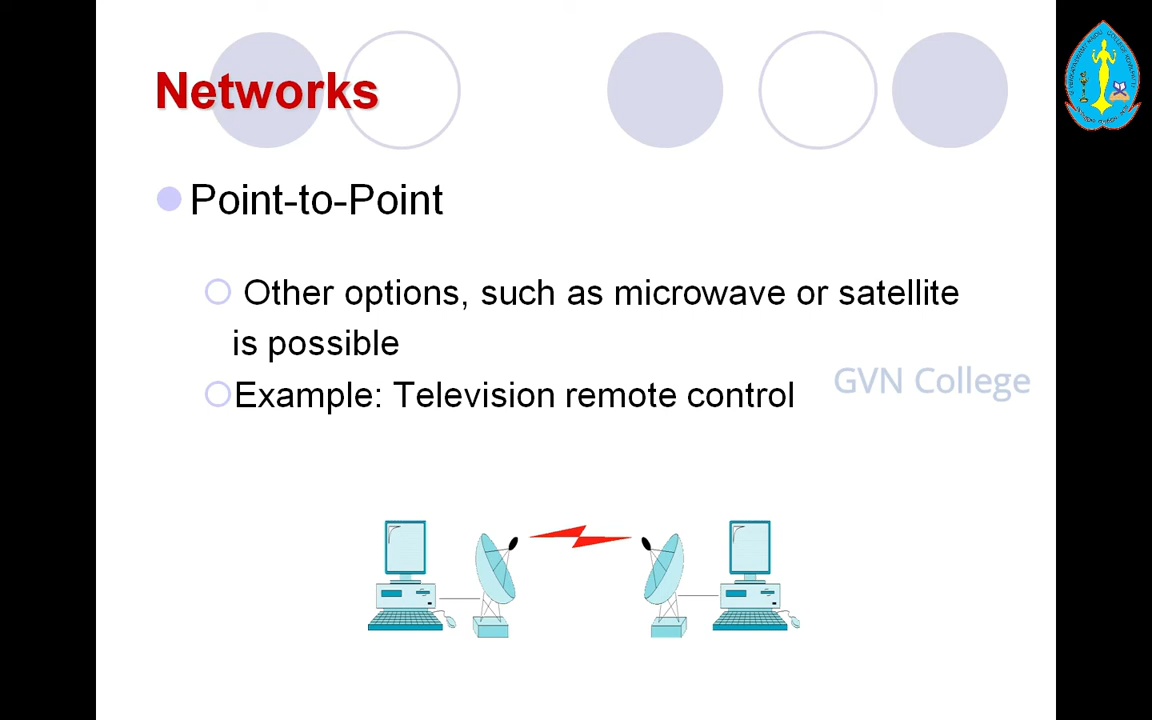 Networks
Point-to-Point
Other options, such as microwave or satellite
is possible
Example: Television remote control
GVN College